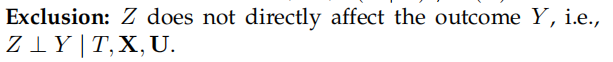 Exclusion: Z does not directly affect the outcome Y, i.e.,
Z ⊥ Y | T, X, U.